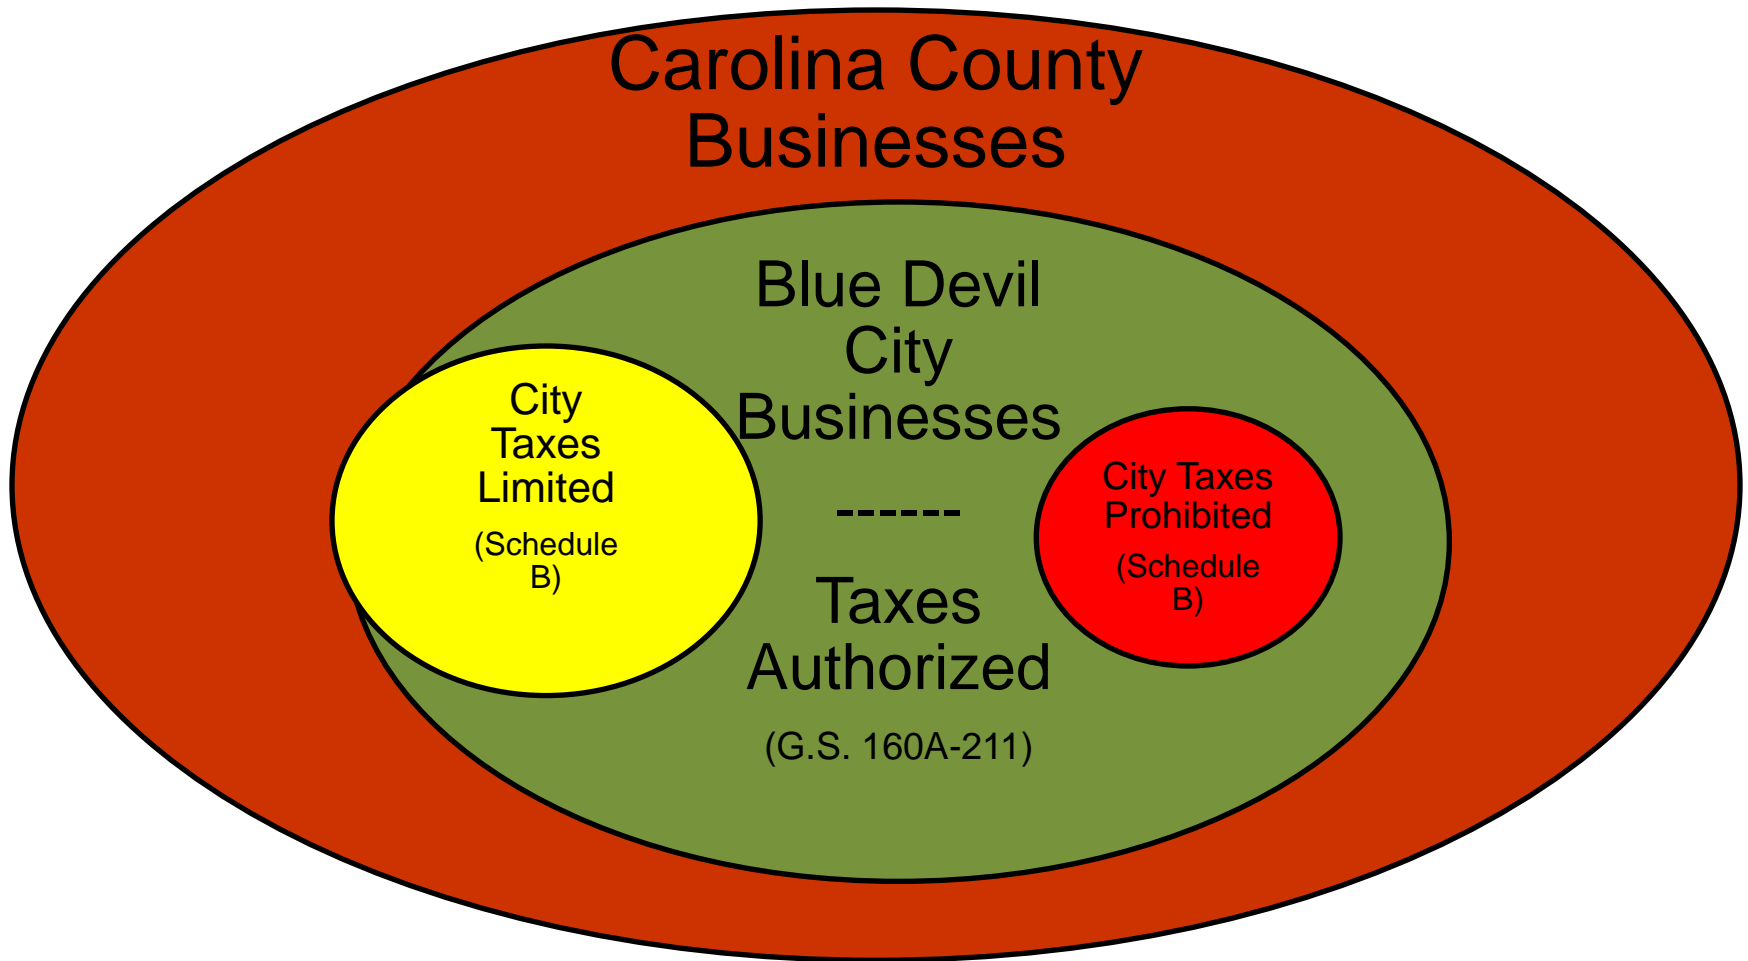 Carolina County
Businesses
Blue Devil
City
Businesses
------
Taxes
Authorized
(G.S. 160A-211)
City
Taxes
Limited
(Schedule
B)
City Taxes
Prohibited
(Schedule
B)